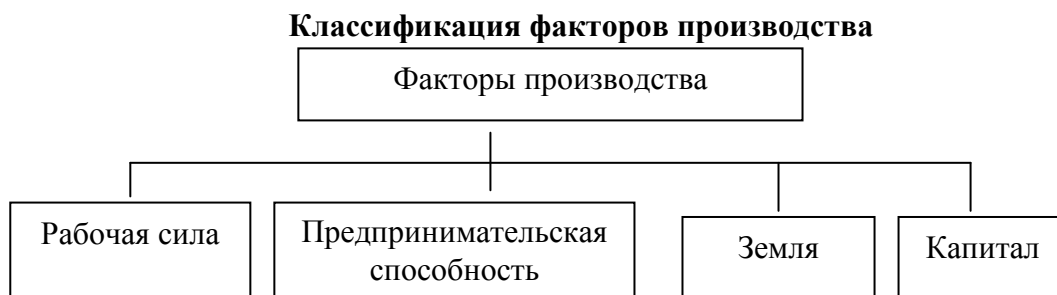 Классификация факторов производства
Факторы производства
Рабочая сила
Предпринимательская
способность
Земля
Капитал